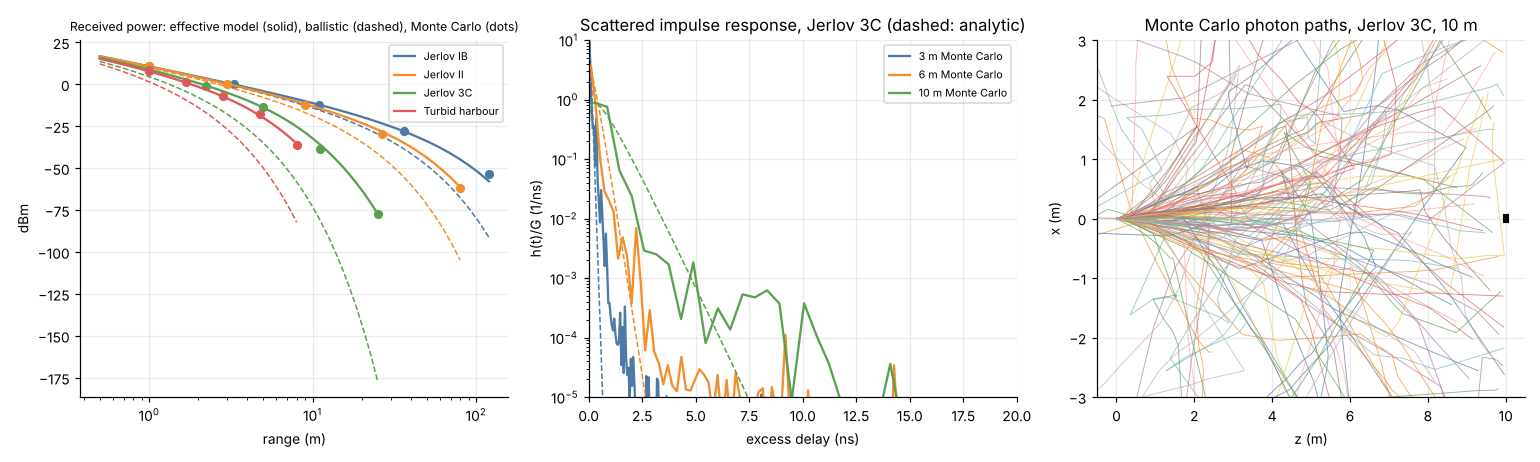 Received power: effective model (solid), ballistic (dashed), Monte Carlo (dots)
25
0
−25
−50
−75
−100
−125
−150
−175
dBm
10⁰
10¹
10²
range (m)
Jerlov IB
Jerlov II
Jerlov 3C
Turbid harbour
Scattered impulse response, Jerlov 3C (dashed: analytic)
10¹
10⁰
10⁻¹
10⁻²
10⁻³
10⁻⁴
10⁻⁵
h(t)/G (1/ns)
0.0
2.5
5.0
7.5
10.0
12.5
15.0
17.5
20.0
excess delay (ns)
3 m Monte Carlo
6 m Monte Carlo
10 m Monte Carlo
Monte Carlo photon paths, Jerlov 3C, 10 m
3
2
1
0
−1
−2
−3
x (m)
0
2
4
6
8
10
z (m)